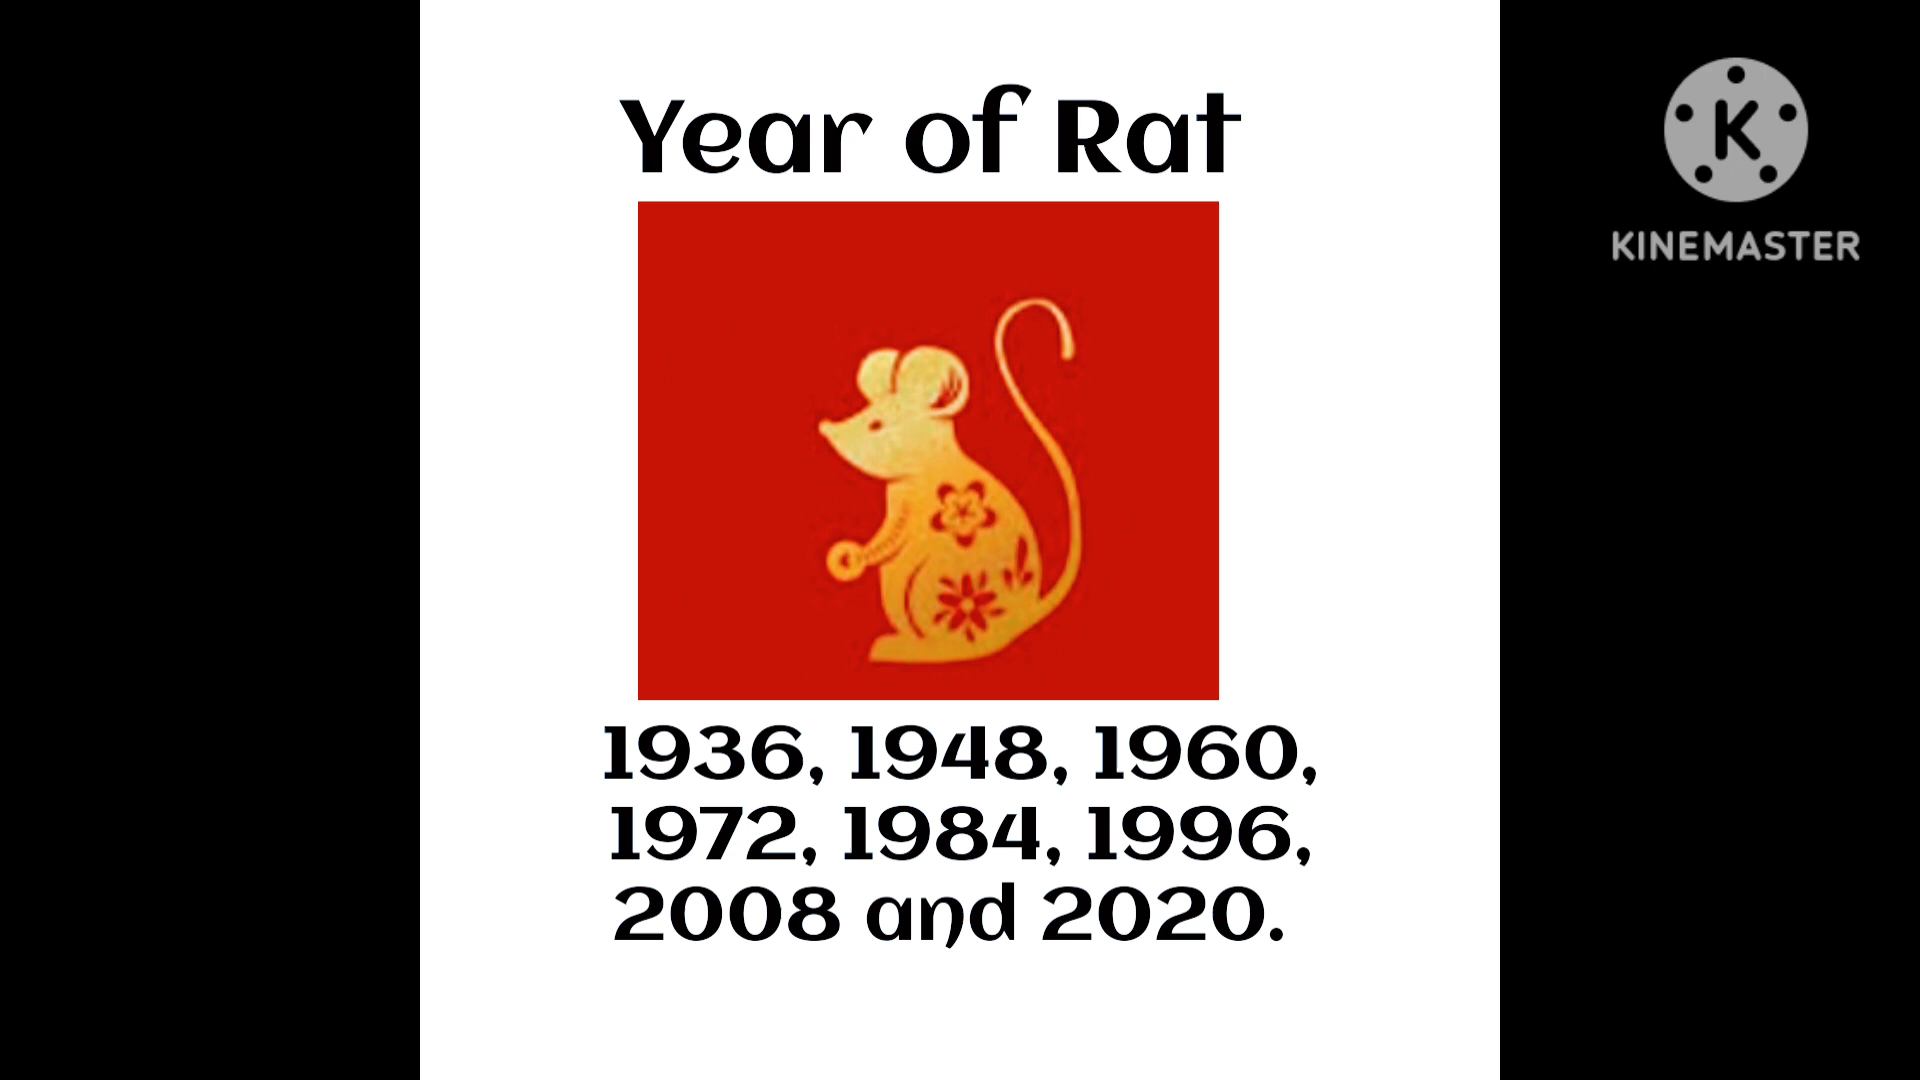 Year of Rat
K
KINEMASTER
1936, 1948, 1960,
1972, 1984, 1996,
2008 and 2020.